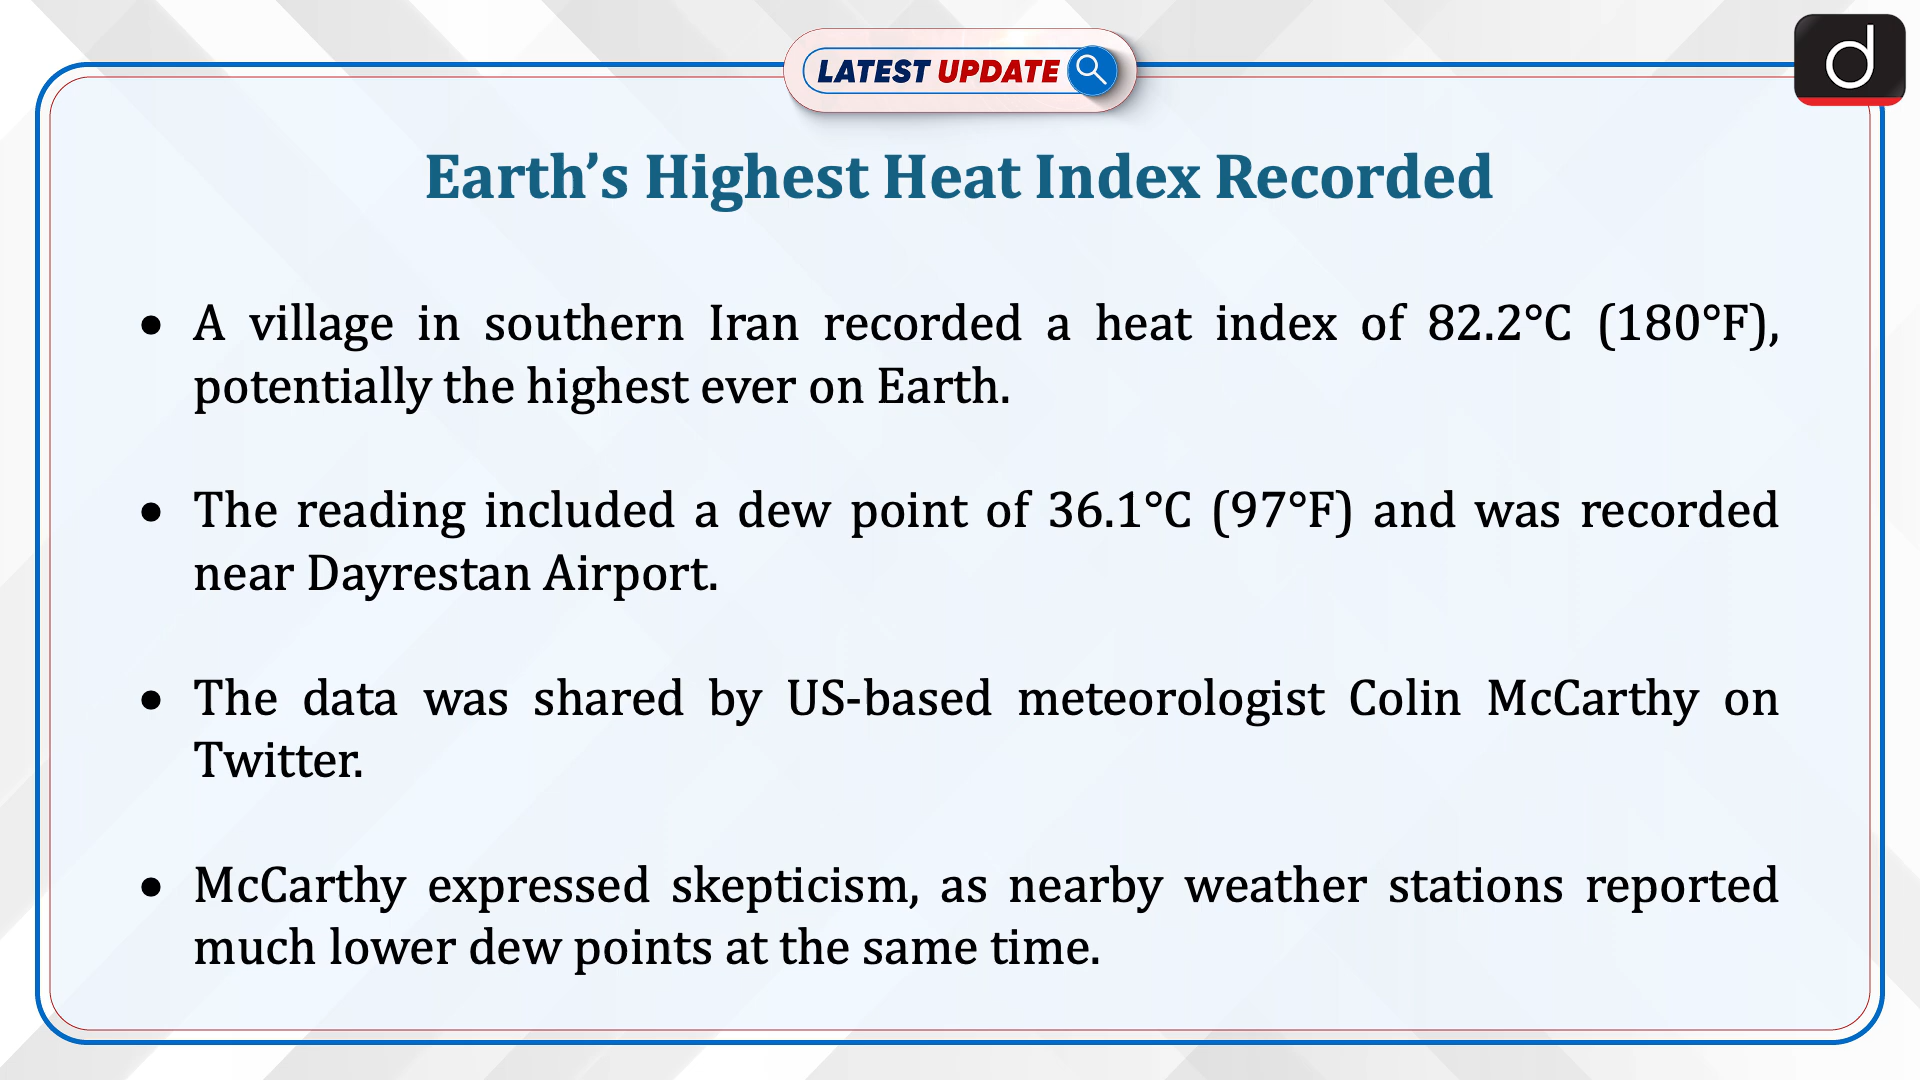 LATEST UPDATE
d
Earth’s Highest Heat Index Recorded
• A village in southern Iran recorded a heat index of 82.2°C (180°F),
potentially the highest ever on Earth.
• The reading included a dew point of 36.1°C (97°F) and was recorded
near Dayrestan Airport.
• The data was shared by US-based meteorologist Colin McCarthy on
Twitter.
• McCarthy expressed skepticism, as nearby weather stations reported
much lower dew points at the same time.